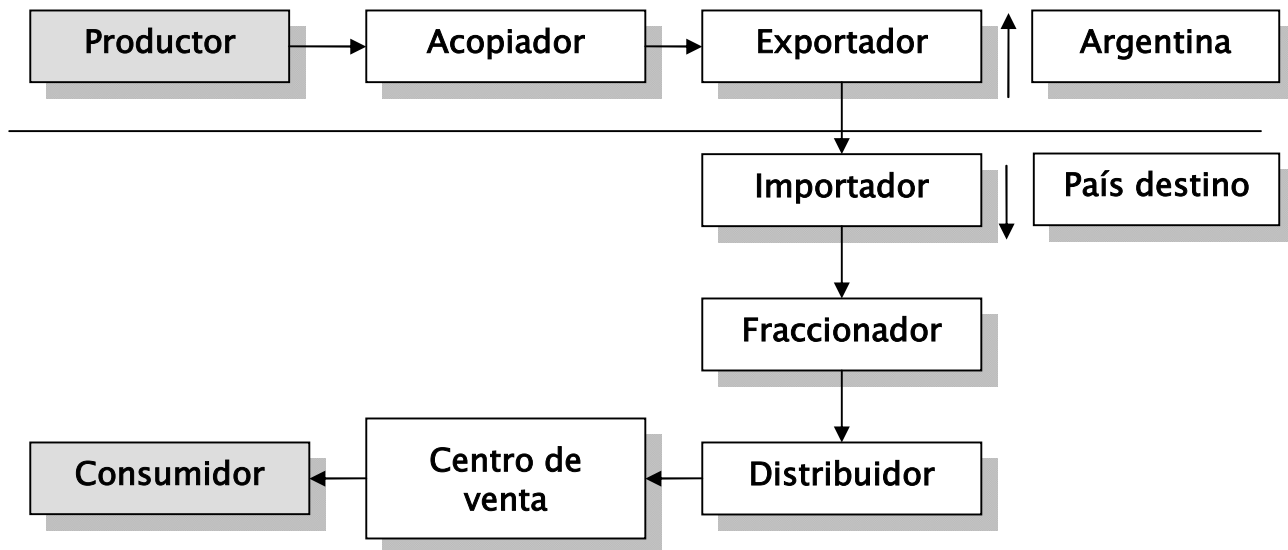 Productor
Acopiador
Exportador
Argentina
Importador
País destino
Fraccionador
Consumidor
Centro de
venta
Distribuidor